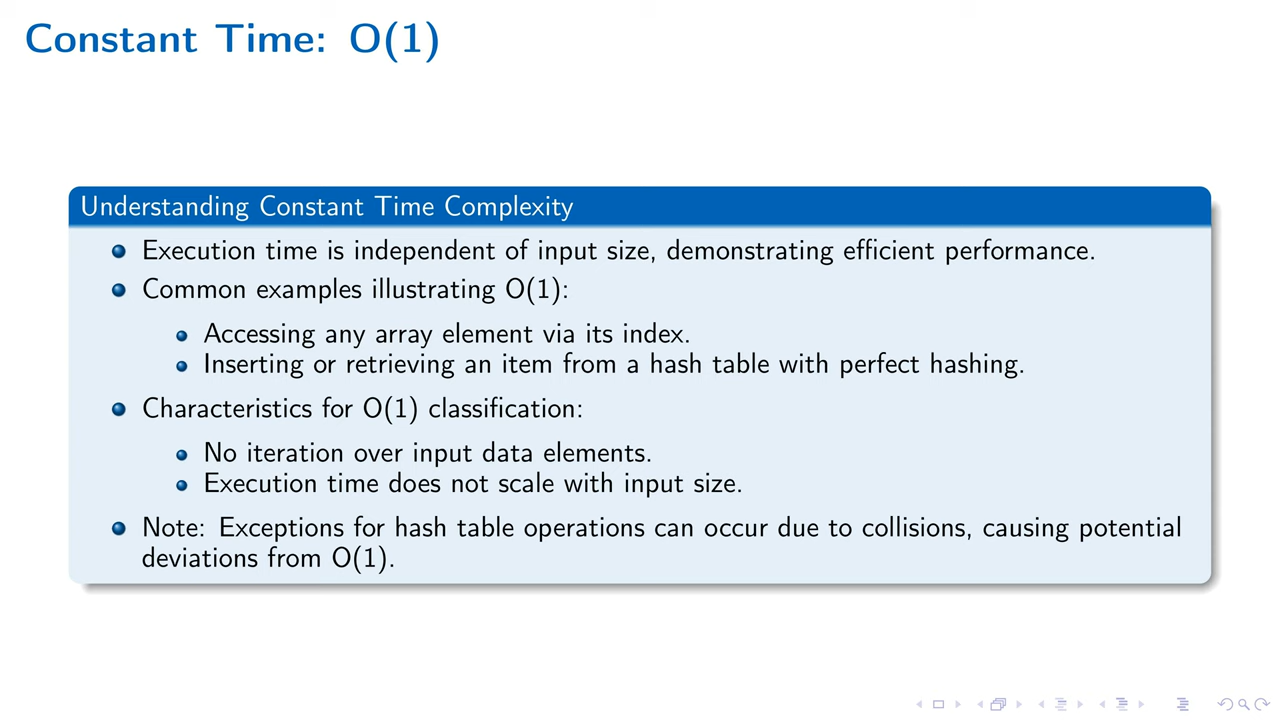 Constant Time: O(1)
Understanding Constant Time Complexity
Execution time is independent of input size, demonstrating efficient performance.
Common examples illustrating O(1):
Accessing any array element via its index.
Inserting or retrieving an item from a hash table with perfect hashing.
Characteristics for O(1) classification:
No iteration over input data elements.
Execution time does not scale with input size.
Note: Exceptions for hash table operations can occur due to collisions, causing potential
deviations from O(1).